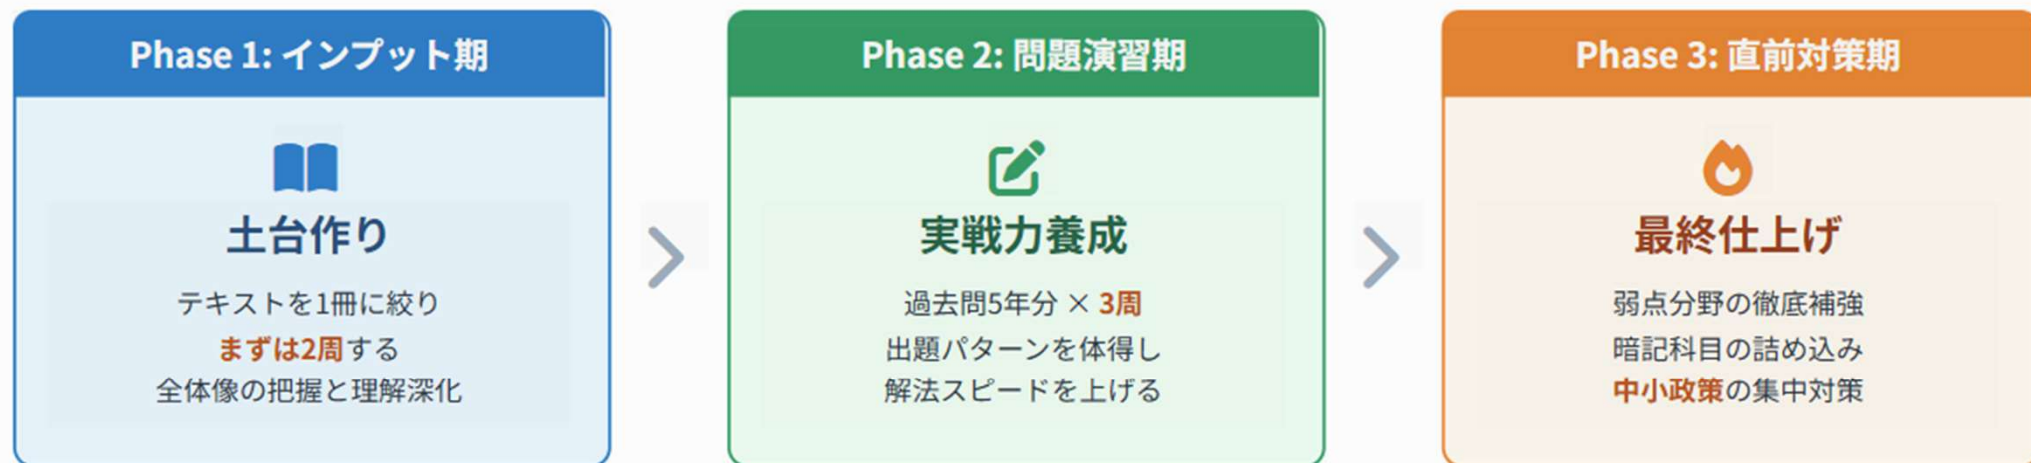 Phase 1: インプット期
土台作り
テキストを1冊に絞り
まずは2周する
全体像の把握と理解深化
Phase 2: 問題演習期
実戦力養成
過去問5年分 × 3周
出題パターンを体得し
解法スピードを上げる
Phase 3: 直前対策期
最終仕上げ
弱点分野の徹底補強
暗記科目の詰め込み
中小政策の集中対策